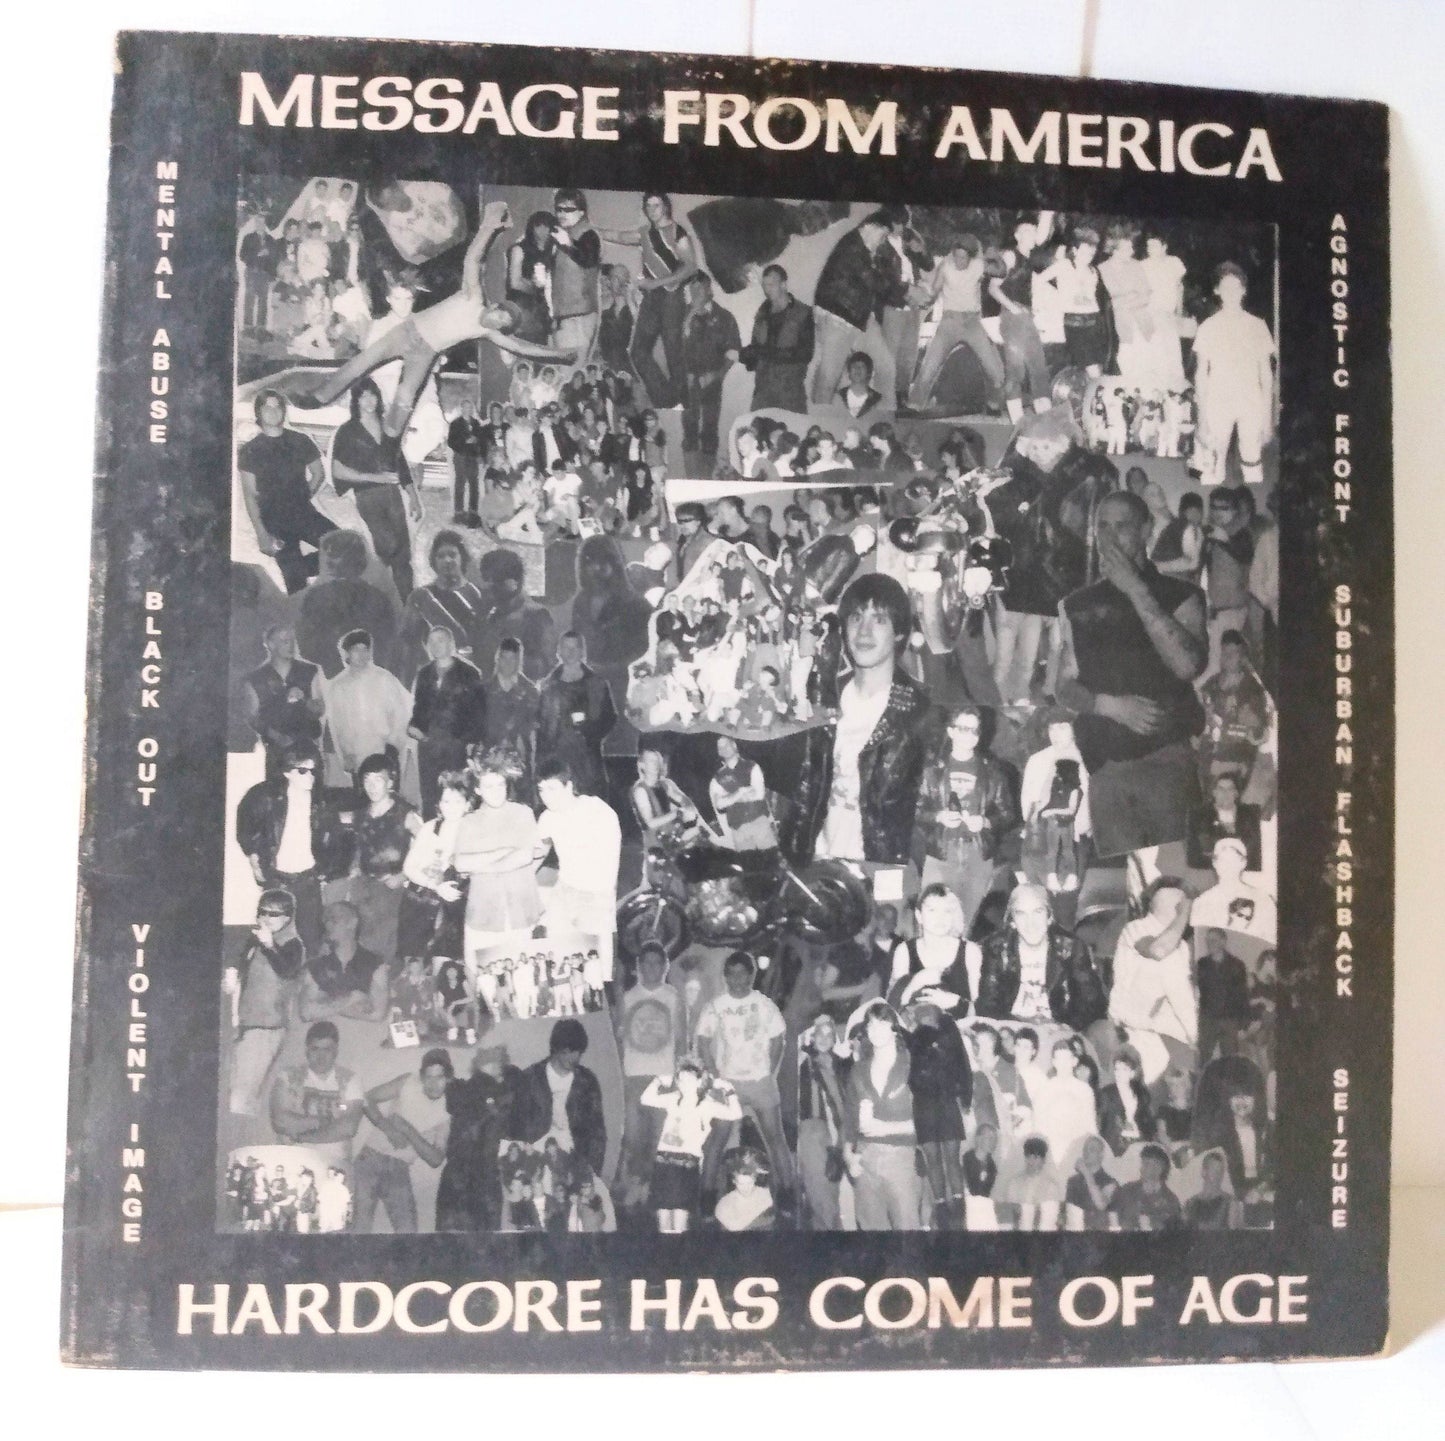 MESSAGE FROM AMERICA
MENTAL ABUSE
BLACK OUT
VIOLENT IMAGE
AGNOSTIC FRONT
SUBURBAN FLASHBACK
SEIZURE
HARDCORE HAS COME OF AGE